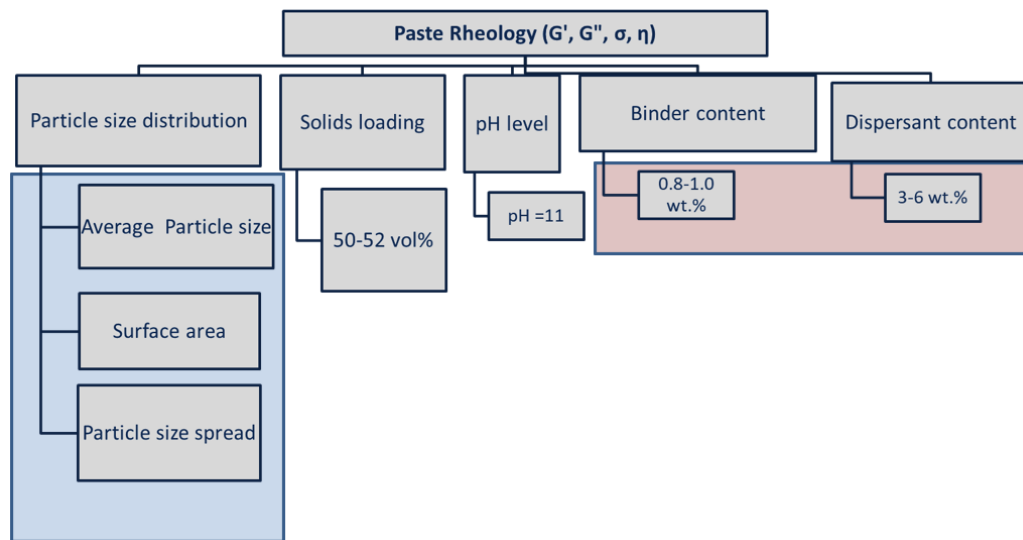 Paste Rheology (G', G", σ, η)
Particle size distribution
Solids loading
pH level
Binder content
Dispersant content
Average  Particle size
Surface area
Particle size spread
50-52 vol%
pH =11
0.8-1.0
wt.%
3-6 wt.%